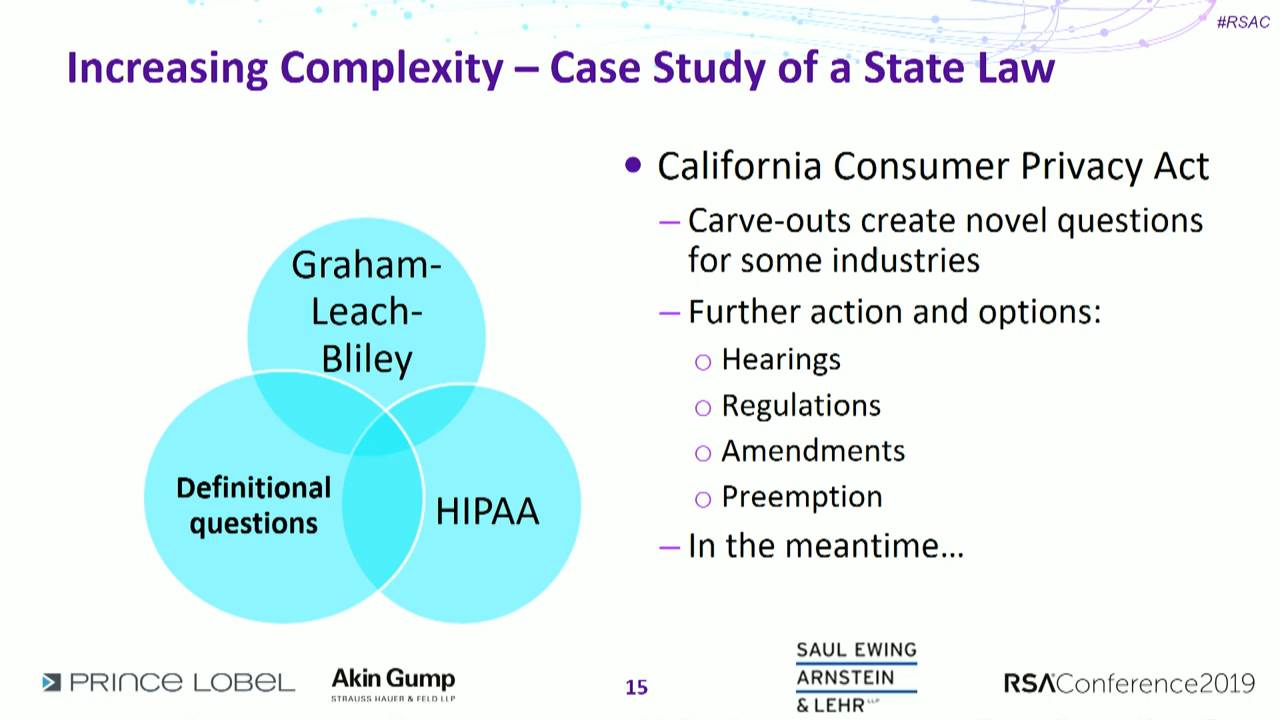 #RSAC
Increasing Complexity – Case Study of a State Law
Graham-
Leach-
Bliley
Definitional
questions
HIPAA
• California Consumer Privacy Act
– Carve-outs create novel questions
for some industries
– Further action and options:
○ Hearings
○ Regulations
○ Amendments
○ Preemption
– In the meantime…
PRINCE LOBEL
Akin Gump
STRAUSS HAUER & FELD LLP
15
SAUL EWING
ARNSTEIN
& LEHR LLP
RSAConference2019